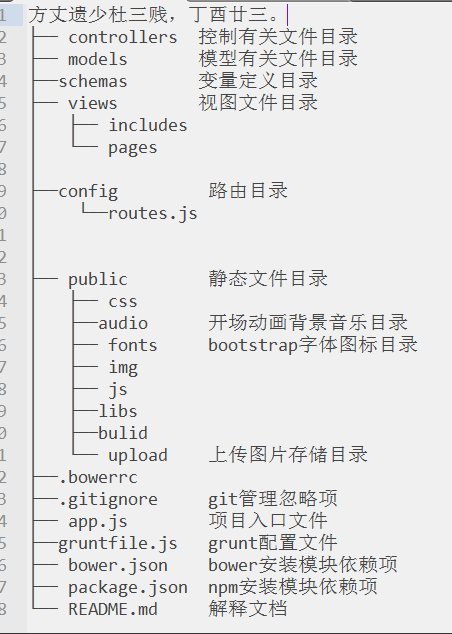 1 方丈遗少杜三贱，丁酉廿三。
2 ├── controllers 控制有关文件目录
3 ├── models 模型有关文件目录
4 ├──schemas 变量定义目录
5 ├── views 视图文件目录
6 │   ├── includes
7 │   └── pages
8 │
9 ├──config 路由目录
0 │    └──routes.js
1 │
2 │
3 ├── public 静态文件目录
4 │   ├── css
5 │   ├──audio 开场动画背景音乐目录
6 │   ├── fonts bootstrap字体图标目录
7 │   ├── img
8 │   ├── js
9 │   ├──libs
0 │   ├──bulid
1 │   └── upload 上传图片存储目录
2 ├──.bowerrc
3 ├──.gitignore git管理忽略项
4 ├── app.js 项目入口文件
5 ├──gruntfile.js grunt配置文件
6 ├── bower.json bower安装模块依赖项
7 ├── package.json npm安装模块依赖项
8 └── README.md 解释文档